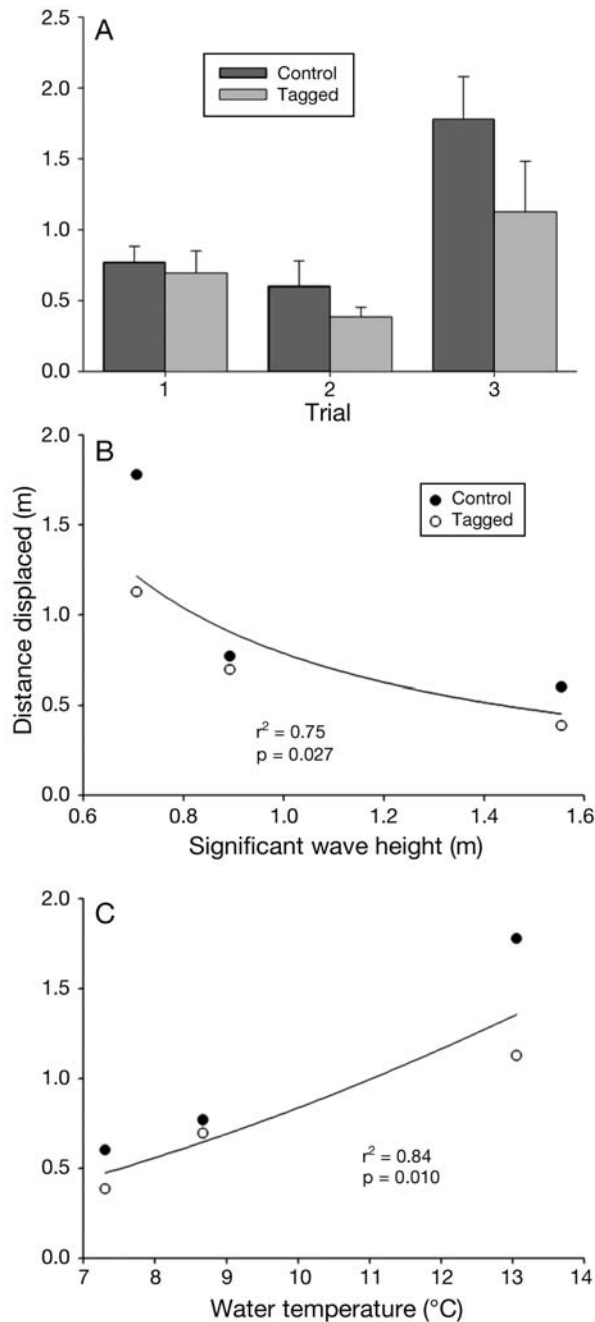 A
2.5
2.0
1.5
1.0
0.5
0.0
Control
Tagged
1 2 3
Trial
B
2.0
1.5
1.0
0.5
0.0
Control
Tagged
r² = 0.75
p = 0.027
0.6 0.8 1.0 1.2 1.4 1.6
Significant wave height (m)
Distance displaced (m)
C
2.0
1.5
1.0
0.5
0.0
r² = 0.84
p = 0.010
7 8 9 10 11 12 13 14
Water temperature (°C)